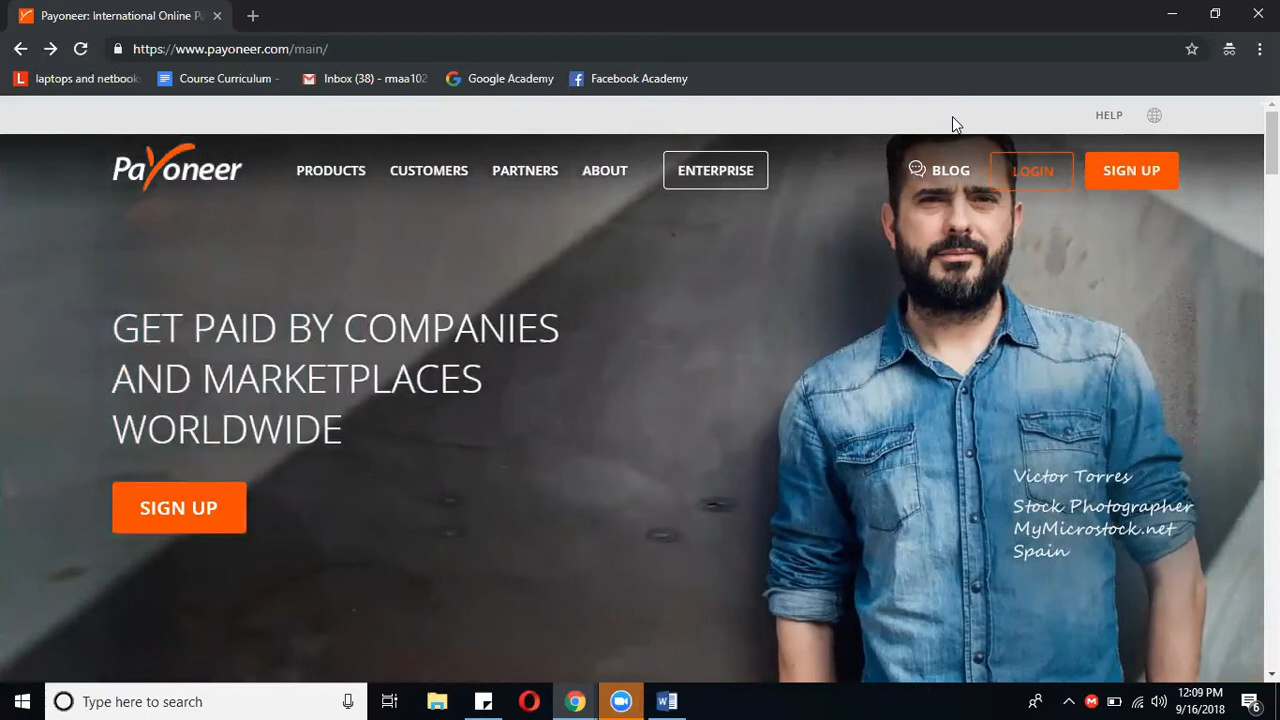 Payoneer: International Online P
https://www.payoneer.com/main/
laptops and netbook
Course Curriculum -
Inbox (38) - rmaa102
Google Academy
Facebook Academy
HELP
Payoneer
PRODUCTS
CUSTOMERS
PARTNERS
ABOUT
ENTERPRISE
BLOG
LOGIN
SIGN UP
GET PAID BY COMPANIES
AND MARKETPLACES
WORLDWIDE
SIGN UP
Victor Torres
Stock Photographer
MyMicrostock.net
Spain
Type here to search
12:09 PM
9/16/2018
6